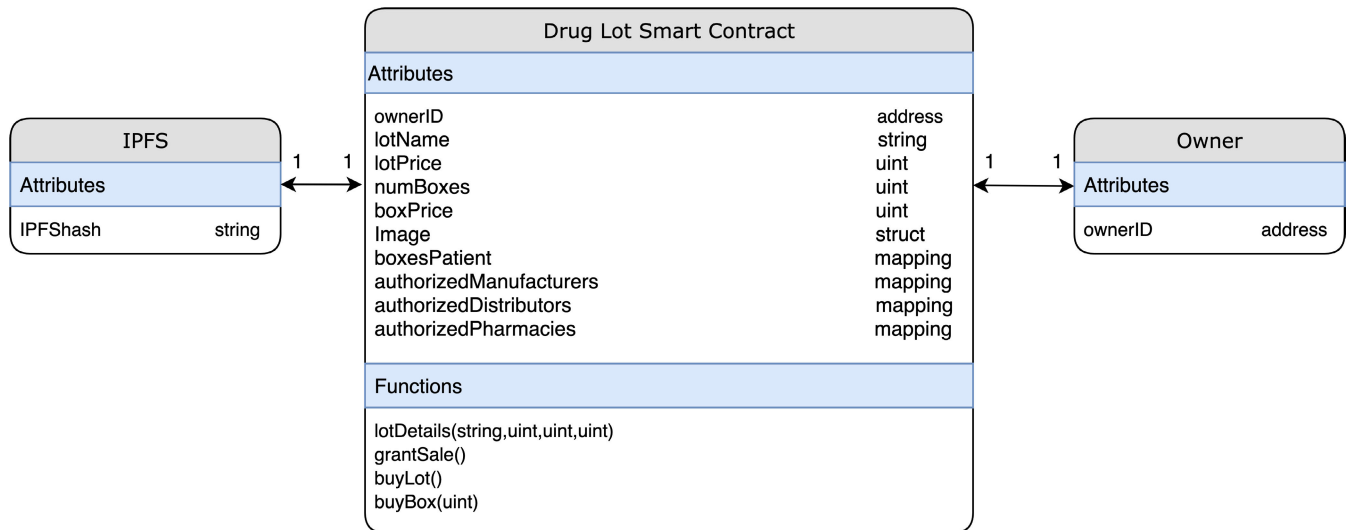 Drug Lot Smart Contract
Attributes
ownerID address
lotName string
lotPrice uint
numBoxes uint
boxPrice uint
Image struct
boxesPatient mapping
authorizedManufacturers mapping
authorizedDistributors mapping
authorizedPharmacies mapping
Functions
lotDetails(string,uint,uint,uint)
grantSale()
buyLot()
buyBox(uint)
IPFS
Attributes
IPFShash string
1 1
1 1
Owner
Attributes
ownerID address